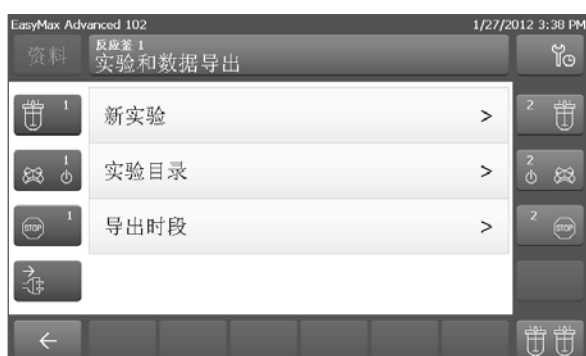 EasyMax Advanced 102 1/27/2012 3:38 PM
资料
反应釜 1
实验和数据导出
1
新实验 >
2
1
实验目录 >
2
STOP 1
导出时段 >
2 STOP